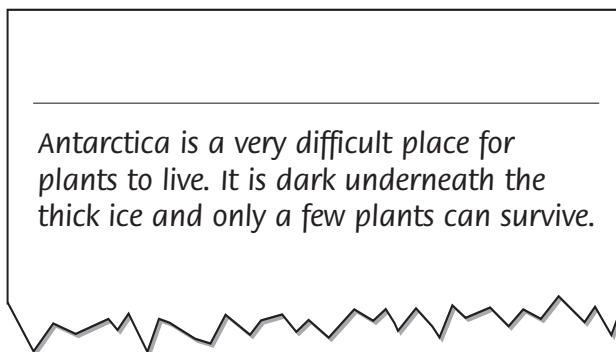 Antarctica is a very difficult place for
plants to live. It is dark underneath the
thick ice and only a few plants can survive.